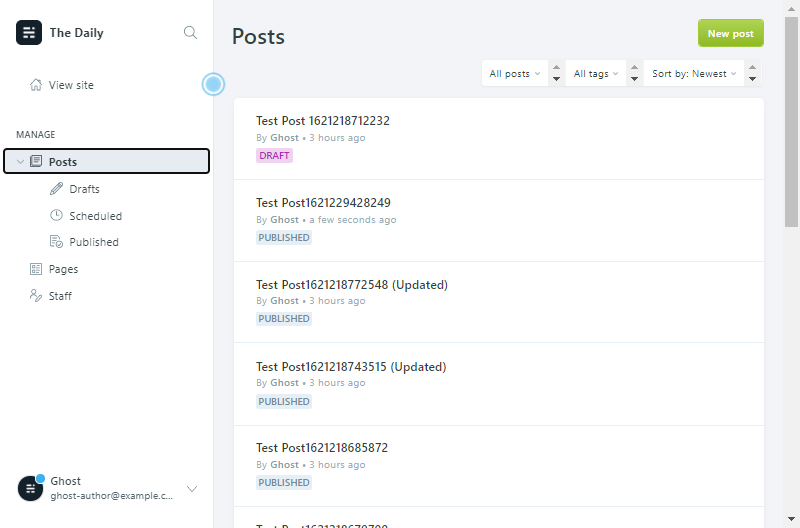 The Daily
View site
MANAGE
Posts
Drafts
Scheduled
Published
Pages
Staff
Ghost
ghost-author@example.c...
Posts
New post
All posts
All tags
Sort by: Newest
Test Post 1621218712232
By Ghost • 3 hours ago
DRAFT
Test Post1621229428249
By Ghost • a few seconds ago
PUBLISHED
Test Post1621218772548 (Updated)
By Ghost • 3 hours ago
PUBLISHED
Test Post1621218743515 (Updated)
By Ghost • 3 hours ago
PUBLISHED
Test Post1621218685872
By Ghost • 3 hours ago
PUBLISHED